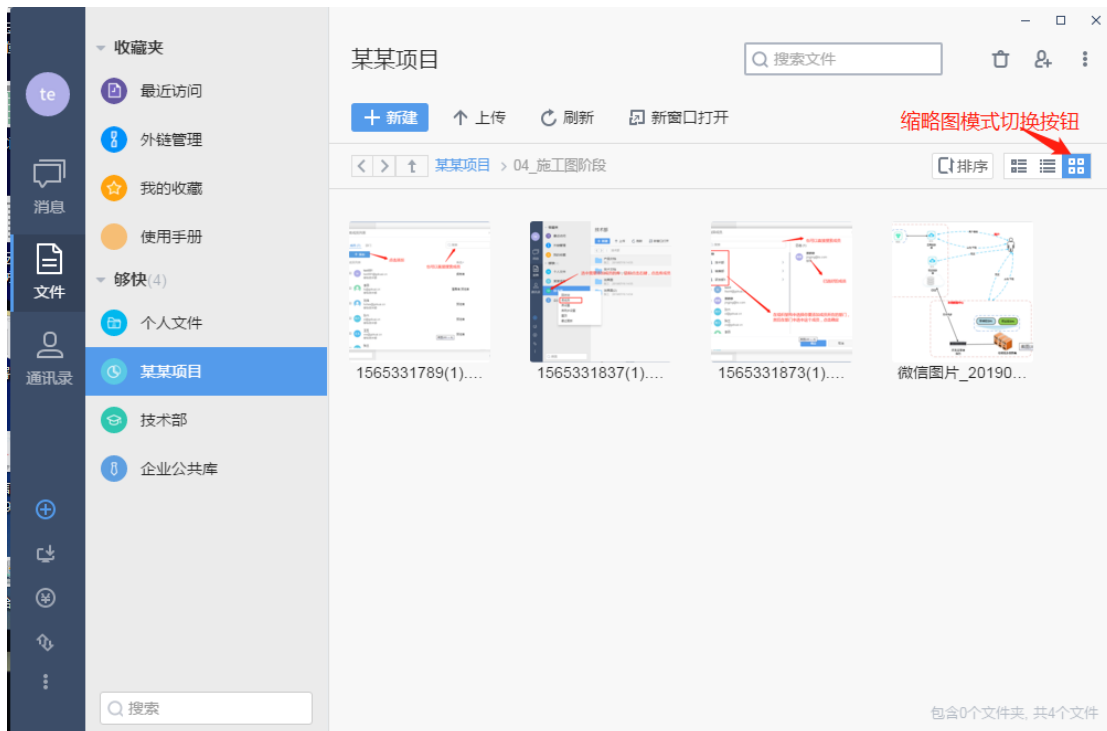 te
消息
文件
通讯录
收藏夹
最近访问
外链管理
我的收藏
使用手册
够快(4)
个人文件
某某项目
技术部
企业公共库
搜索
某某项目
搜索文件
新建
上传
刷新
新窗口打开
缩略图模式切换按钮
某某项目 > 04_施工图阶段
排序
1565331789(1)....
1565331837(1)....
1565331873(1)....
微信图片_20190...
包含0个文件夹, 共4个文件